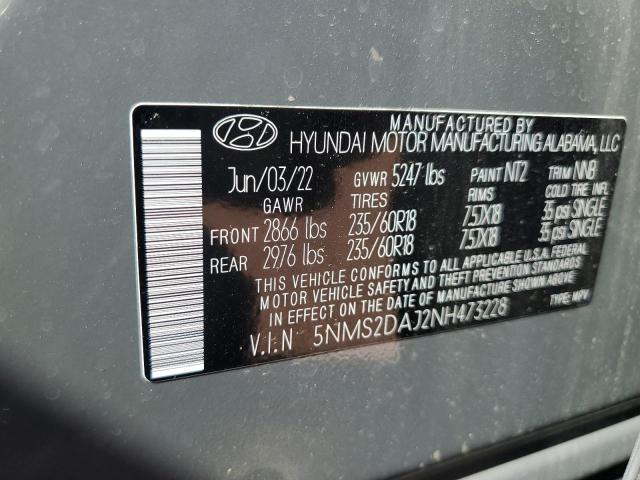 MANUFACTURED BY
HYUNDAI MOTOR MANUFACTURING ALABAMA, LLC
Jun/03/22 GVWR 5247 lbs PAINT NT2 TRIM NNB
GAWR TIRES RIMS COLD TIRE INFL
FRONT 2866 lbs 235/60R18 7.5X18 35 psi SINGLE
REAR 2976 lbs 235/60R18 7.5X18 35 psi SINGLE
THIS VEHICLE CONFORMS TO ALL APPLICABLE U.S.A. FEDERAL
MOTOR VEHICLE SAFETY AND THEFT PREVENTION STANDARDS
IN EFFECT ON THE DATE OF MANUFACTURE SHOWN ABOVE
V.I.N 5NMS2DAJ2NH473228 TYPE:MPV